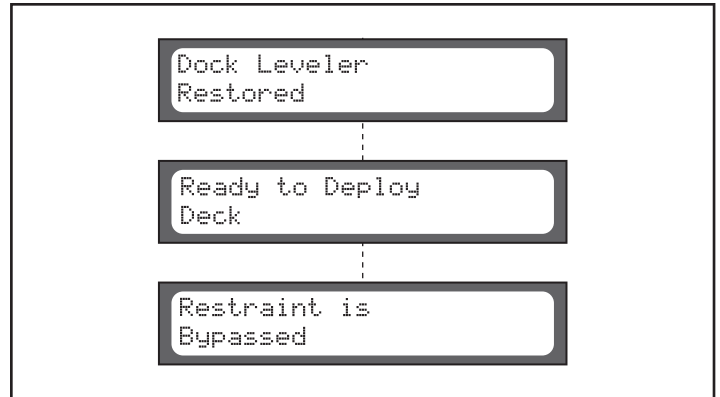 Dock Leveler
Restored
Ready to Deploy
Deck
Restraint is
Bypassed